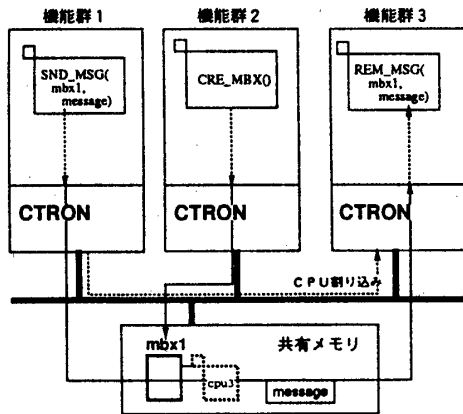 機能群1
機能群2
機能群3
SND_MSG(
mbx1,
message)
CRE_MBX()
REM_MSG(
mbx1,
message)
CTRON
CTRON
CTRON
CPU割り込み
mbx1
共有メモリ
cpu3
message